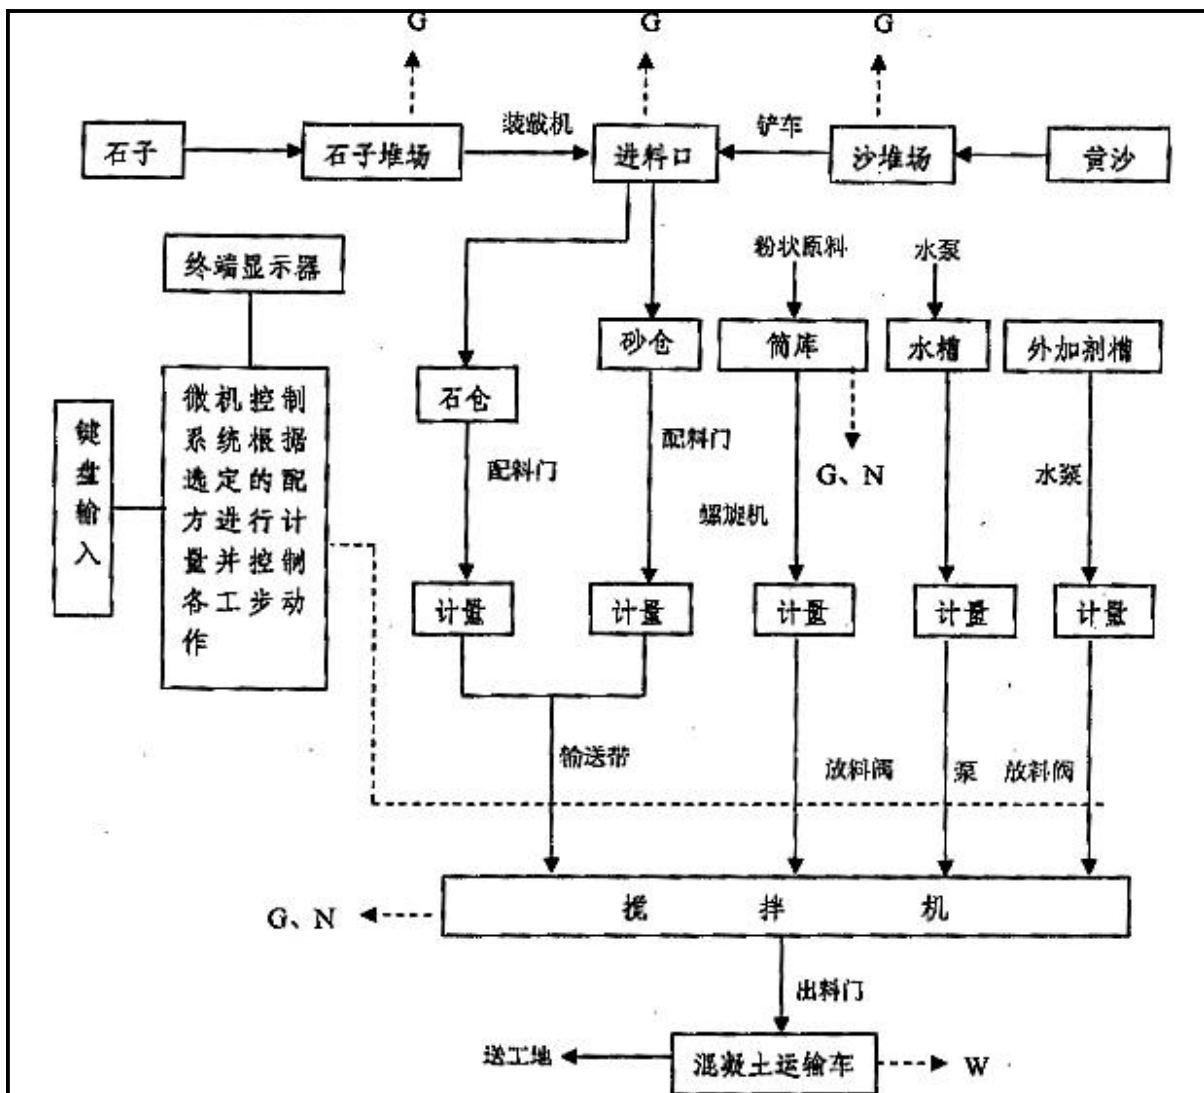 G
G
G
装载机
铲车
石子
石子堆场
进料口
沙堆场
黄沙
粉状原料
水泵
终端显示器
砂仓
筒库
水槽
外加剂槽
石仓
键盘输入
微机控制
系统根据
选定的配
方进行计
量并控制
各工步动
作
配料门
配料门
G、N
水泵
螺旋机
计量
计量
计量
计量
计量
输送带
放料阀
泵
放料阀
搅拌机
G、N
出料门
送工地
混凝土运输车
W